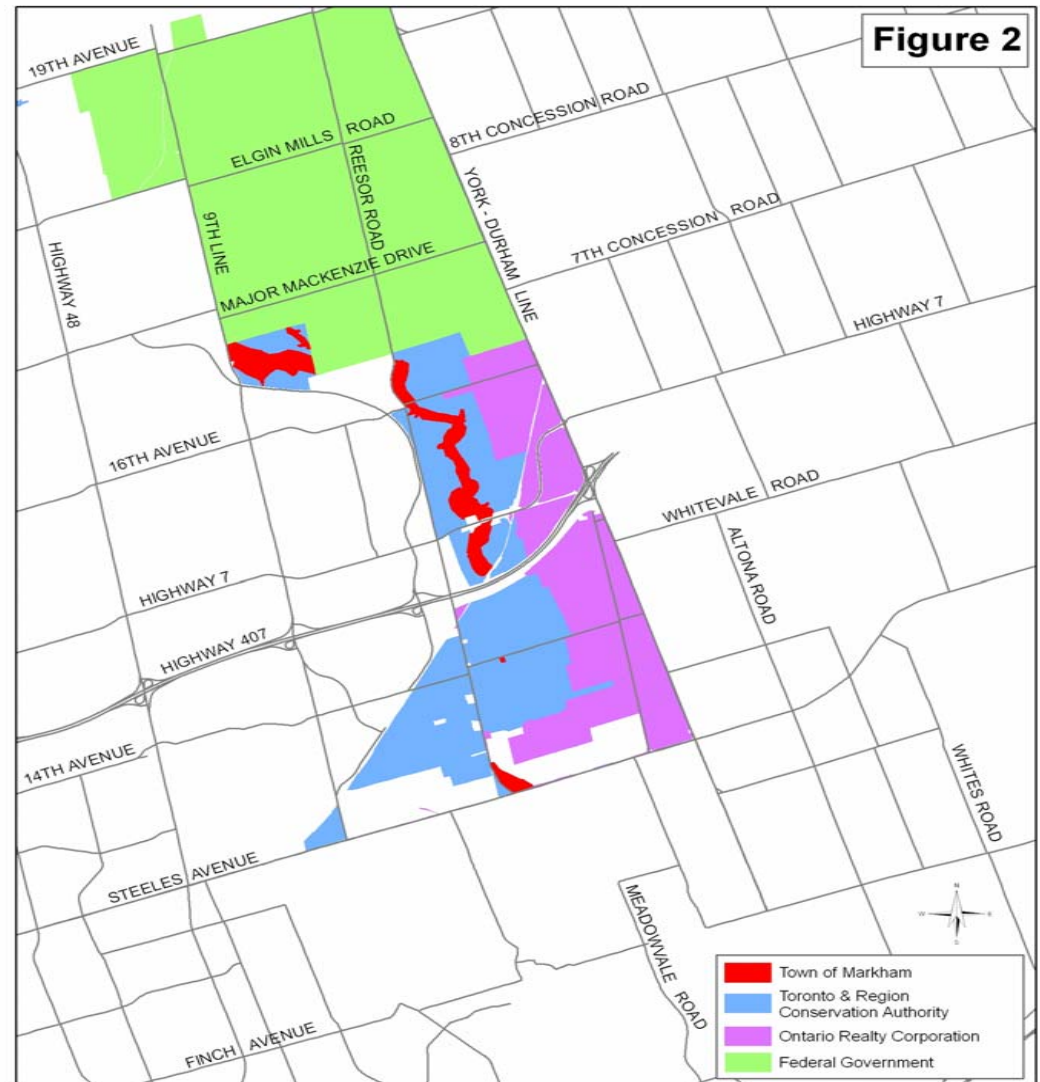 Figure 2
19TH AVENUE
8TH CONCESSION ROAD
ELGIN MILLS ROAD
REESOR ROAD
YORK - DURHAM LINE
7TH CONCESSION ROAD
9TH LINE
HIGHWAY 48
MAJOR MACKENZIE DRIVE
HIGHWAY 7
16TH AVENUE
WHITEVALE ROAD
ALTONA ROAD
HIGHWAY 7
HIGHWAY 407
14TH AVENUE
WHITES ROAD
STEELES AVENUE
MEADOWVALE ROAD
FINCH AVENUE
N
W
E
S
Town of Markham
Toronto & Region
Conservation Authority
Ontario Realty Corporation
Federal Government